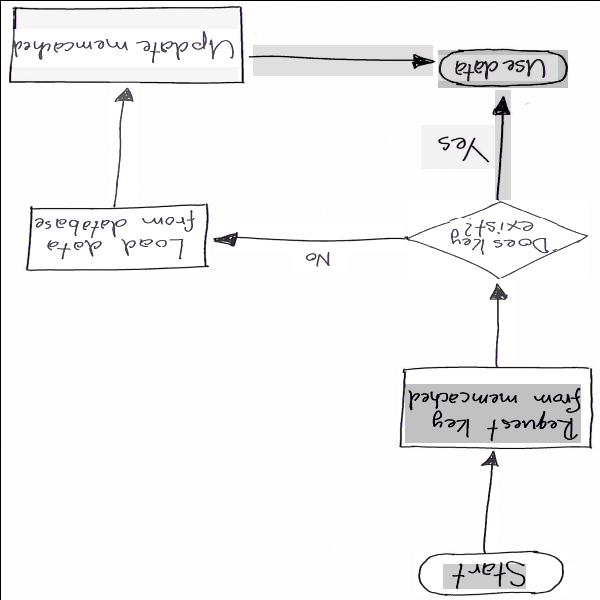 Start
Request key
from memcached
Does key
exist?
No
Yes
Load data
from database
Update memcached
Use data